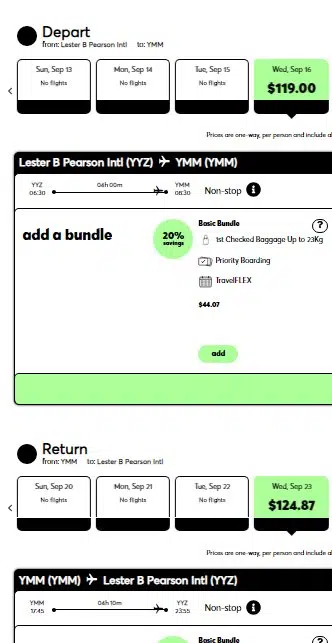 Depart
from: Lester B Pearson Intl to: YMM
Sun, Sep 13
No flights
Mon, Sep 14
No flights
Tue, Sep 15
No flights
Wed, Sep 16
$119.00
Prices are one-way, per person and include al
Lester B Pearson Intl (YYZ) YMM (YMM)
YYZ
06:30
04h 00m
YMM
08:30
Non-stop
add a bundle
20%
savings
Basic Bundle
?
1st Checked Baggage Up to 23Kg
Priority Boarding
TravelFLEX
$44.07
add
Return
from: YMM to: Lester B Pearson Intl
Sun, Sep 20
No flights
Mon, Sep 21
No flights
Tue, Sep 22
No flights
Wed, Sep 23
$124.87
Prices are one-way, per person and include al
YMM (YMM) Lester B Pearson Intl (YYZ)
YMM
17:45
04h 10m
YYZ
23:55
Non-stop
Basic Bundle